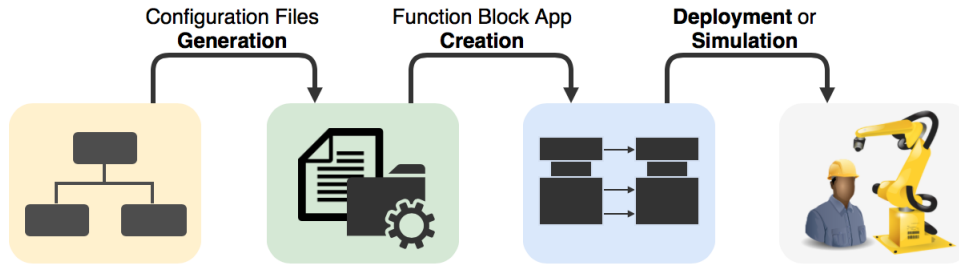 Configuration Files
Generation
Function Block App
Creation
Deployment or
Simulation